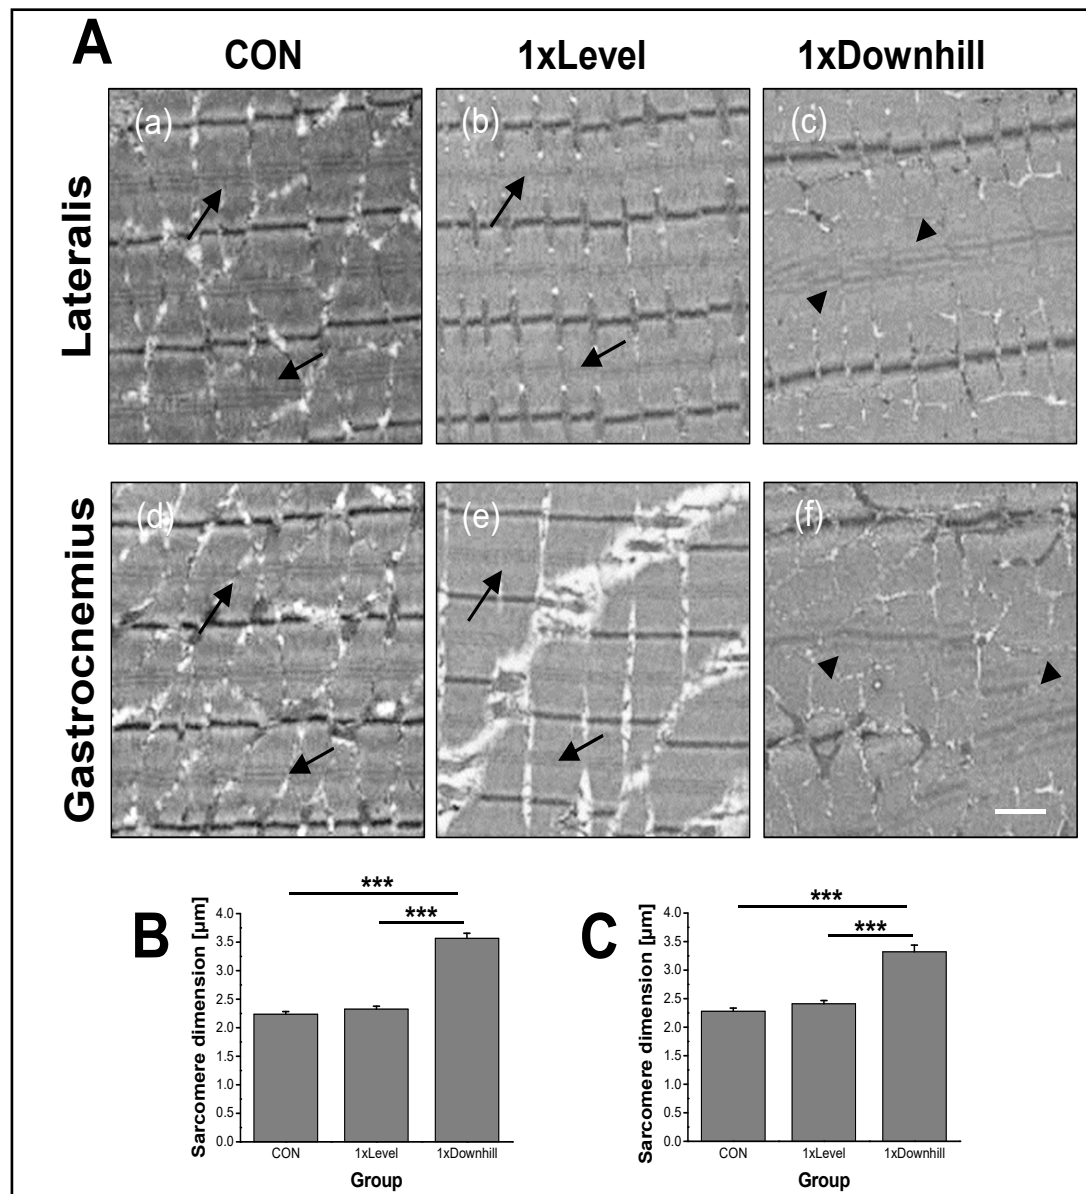 A
CON 1xLevel 1xDownhill
Lateralis
(a) (b) (c)
Gastrocnemius
(d) (e) (f)
B
***
***
Sarcomere dimension [µm]
4.0
3.5
3.0
2.5
2.0
1.5
1.0
0.5
0.0
CON 1xLevel 1xDownhill
Group
C
***
***
Sarcomere dimension [µm]
4.0
3.5
3.0
2.5
2.0
1.5
1.0
0.5
0.0
CON 1xLevel 1xDownhill
Group